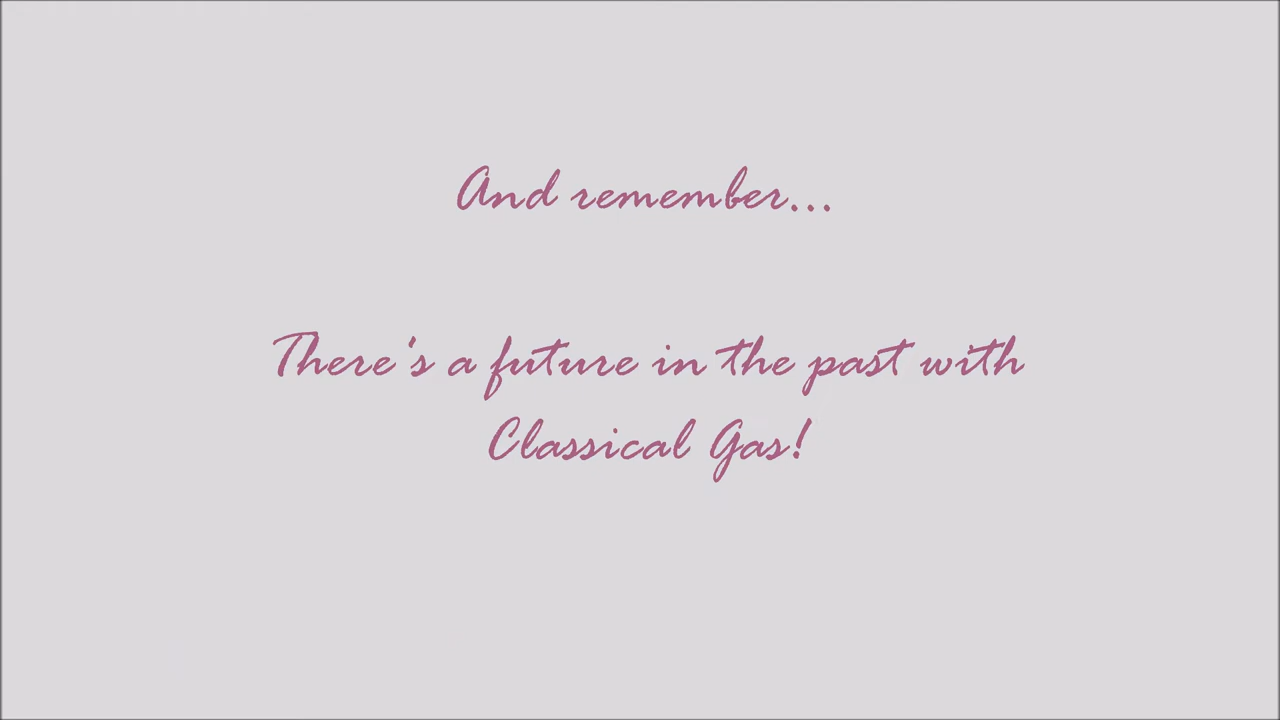 And remember...
There's a future in the past with
Classical Gas!